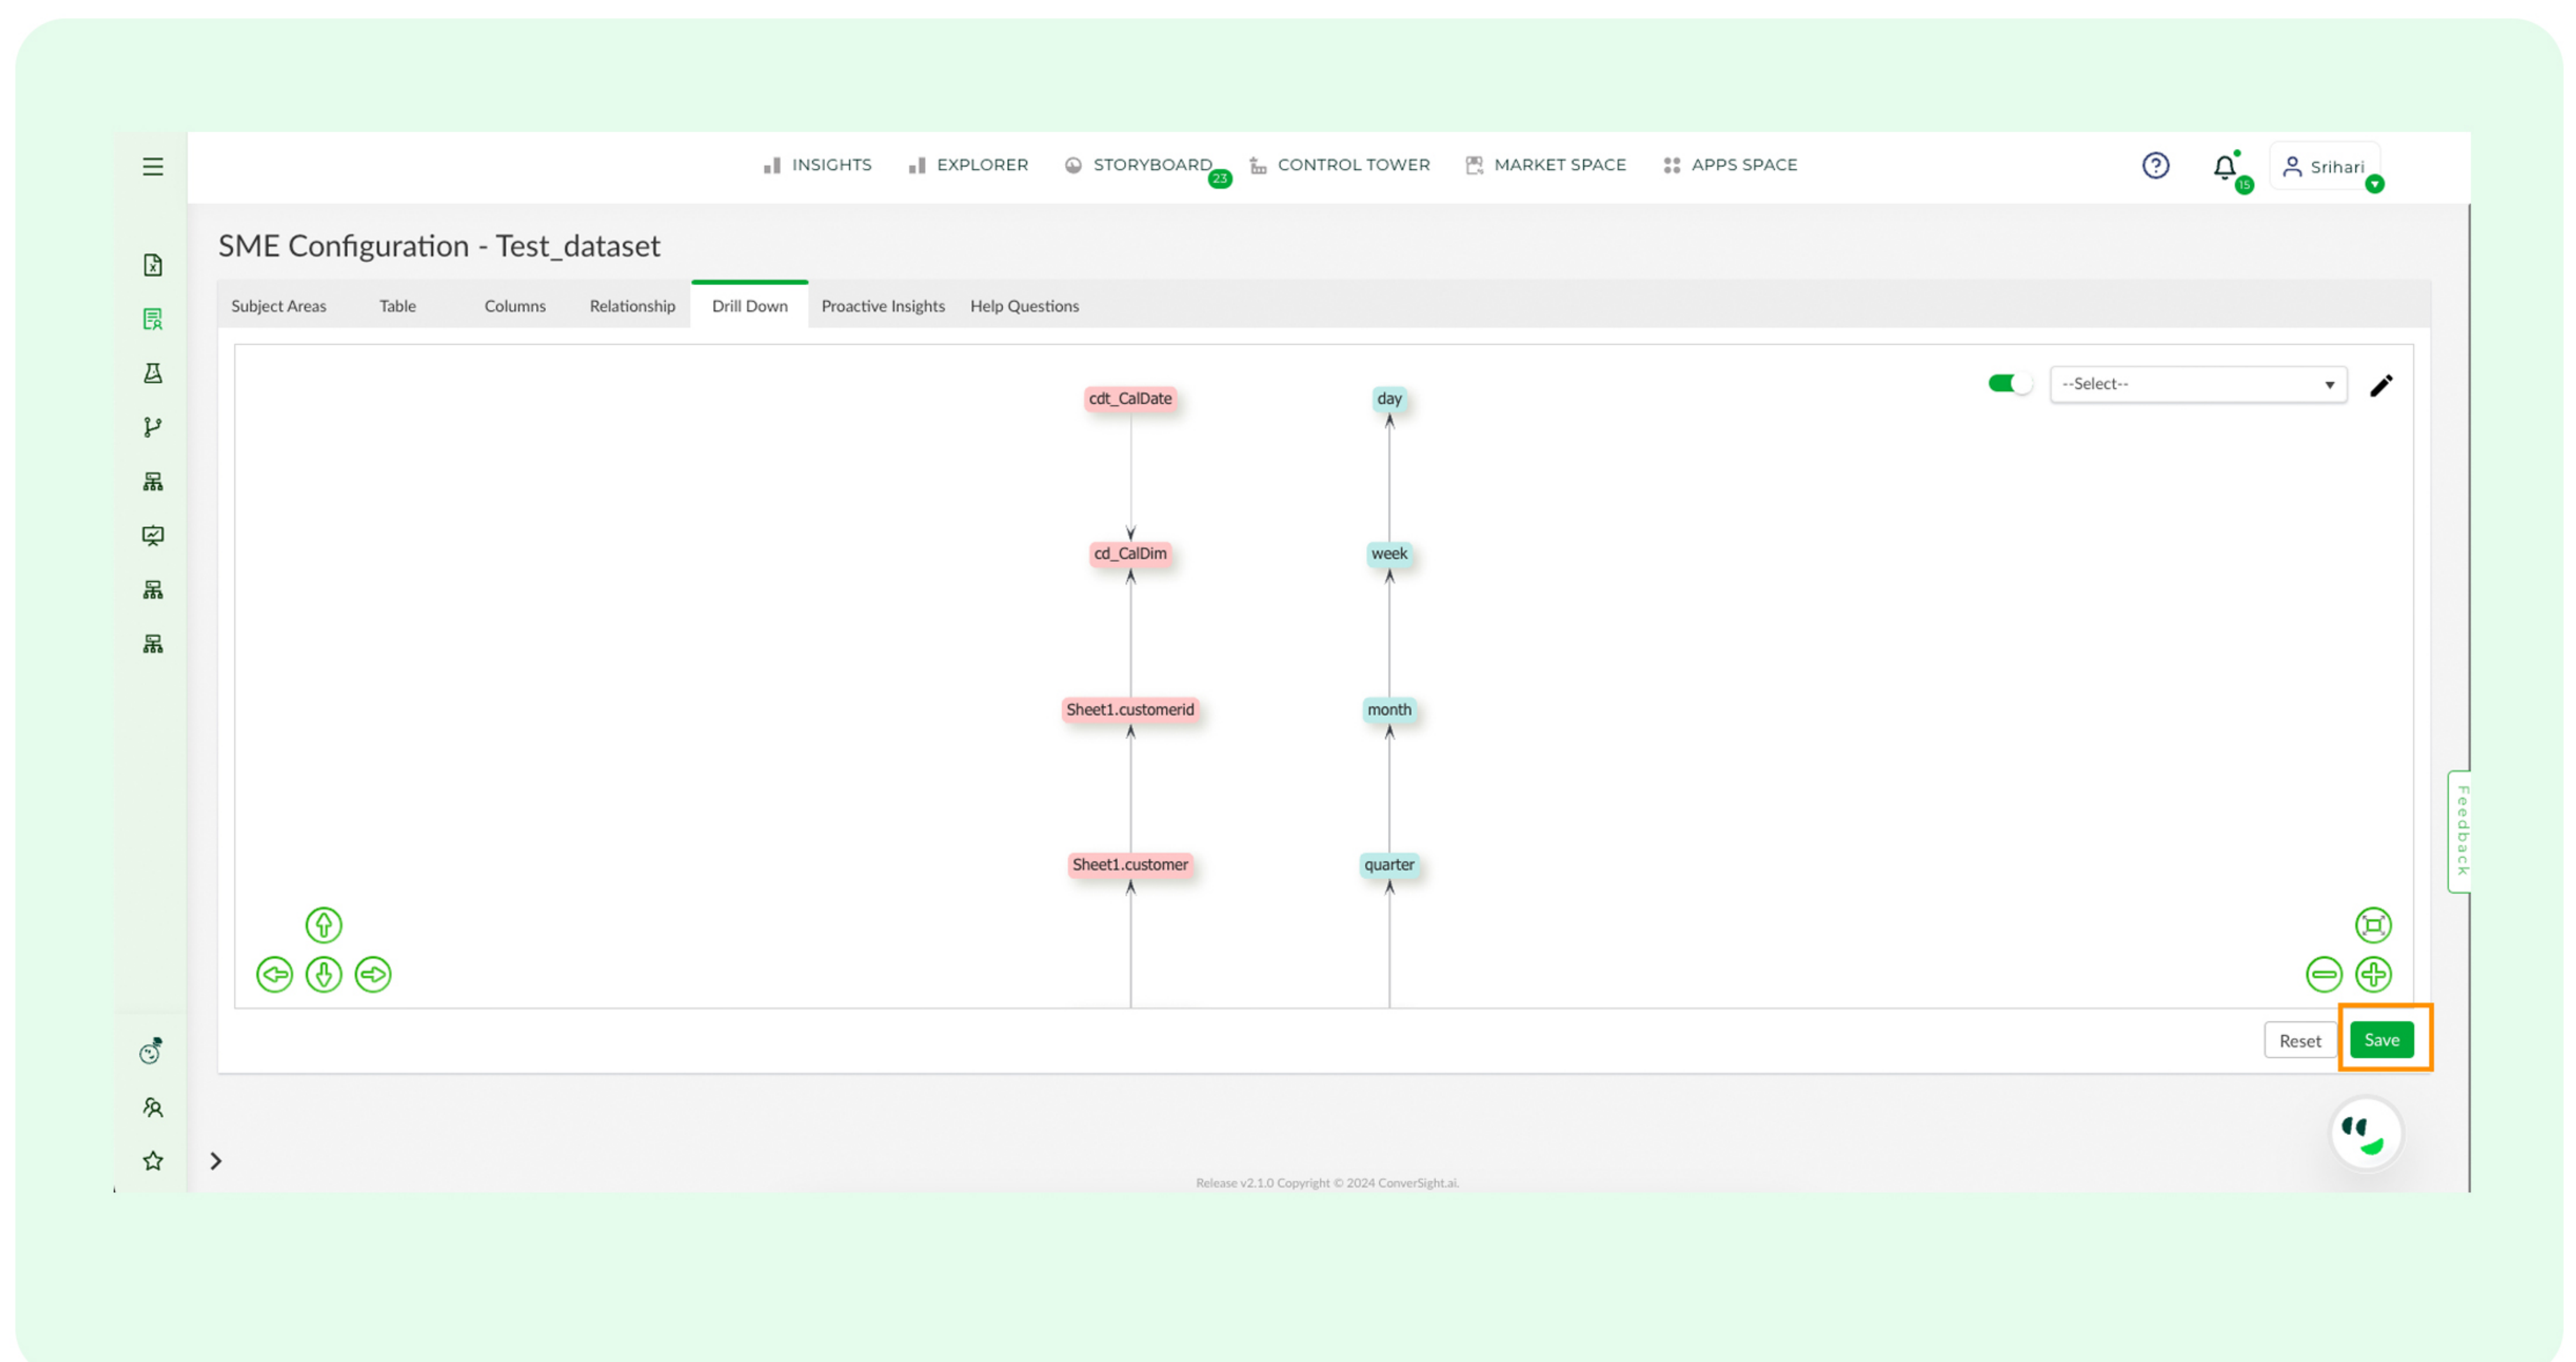 INSIGHTS EXPLORER STORYBOARD 23 CONTROL TOWER MARKET SPACE APPS SPACE ? 15 Srihari
SME Configuration - Test_dataset
Subject Areas Table Columns Relationship Drill Down Proactive Insights Help Questions
cdt_CalDate day --Select--
cd_CalDim week
Sheet1.customerid month
Sheet1.customer quarter
Feedback
Reset Save
Release v2.1.0 Copyright © 2024 ConverSight.ai.